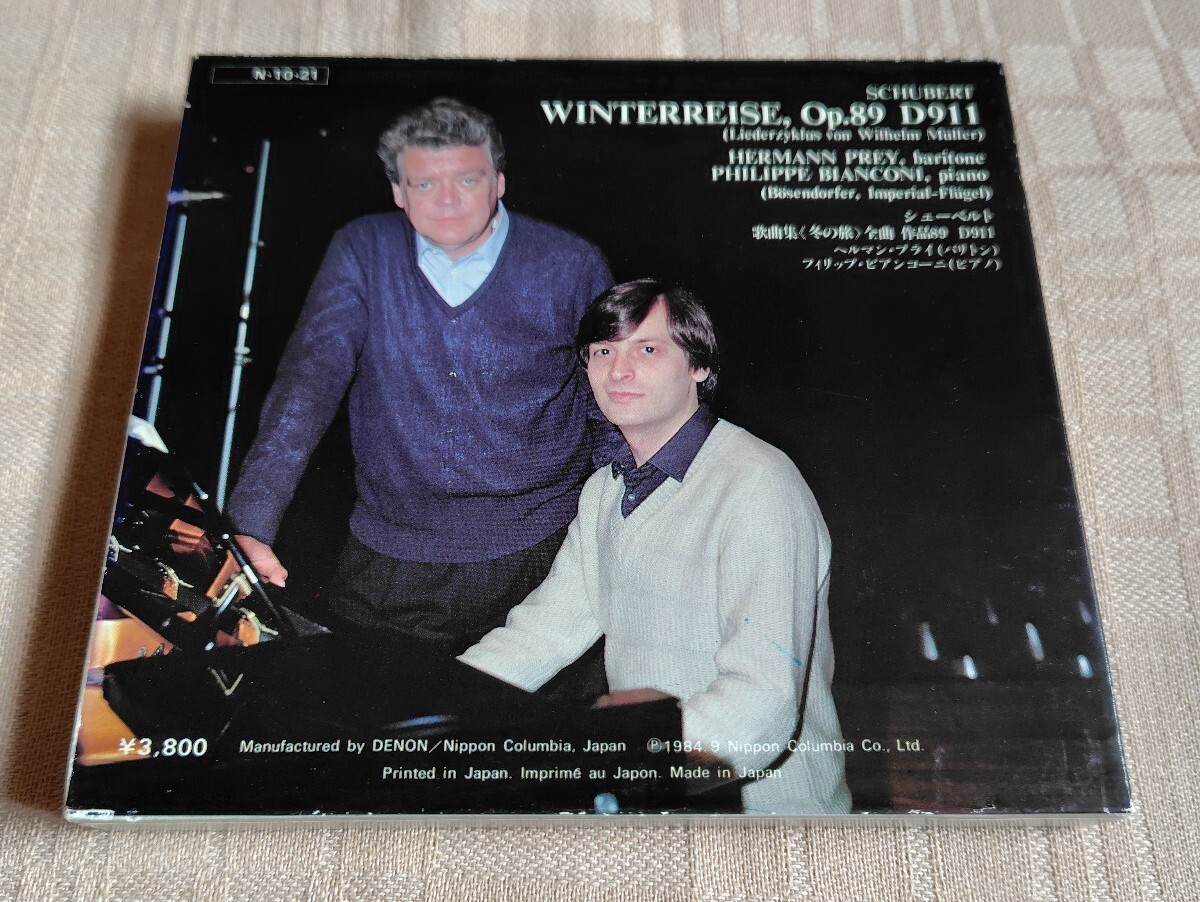 N·10·21
SCHUBERT
WINTERREISE, Op.89 D911
(Liederzyklus von Wilhelm Müller)
HERMANN PREY, baritone
PHILIPPE BIANCONI, piano
(Bösendorfer, Imperial-Flügel)
シューベルト
歌曲集〈冬の旅〉全曲 作品89 D911
ヘルマン・プライ(バリトン)
フィリップ・ビアンコーニ(ピアノ)
¥3,800 Manufactured by DENON／Nippon Columbia, Japan Ⓟ1984.9 Nippon Columbia Co., Ltd.
Printed in Japan. Imprimé au Japon. Made in Japan